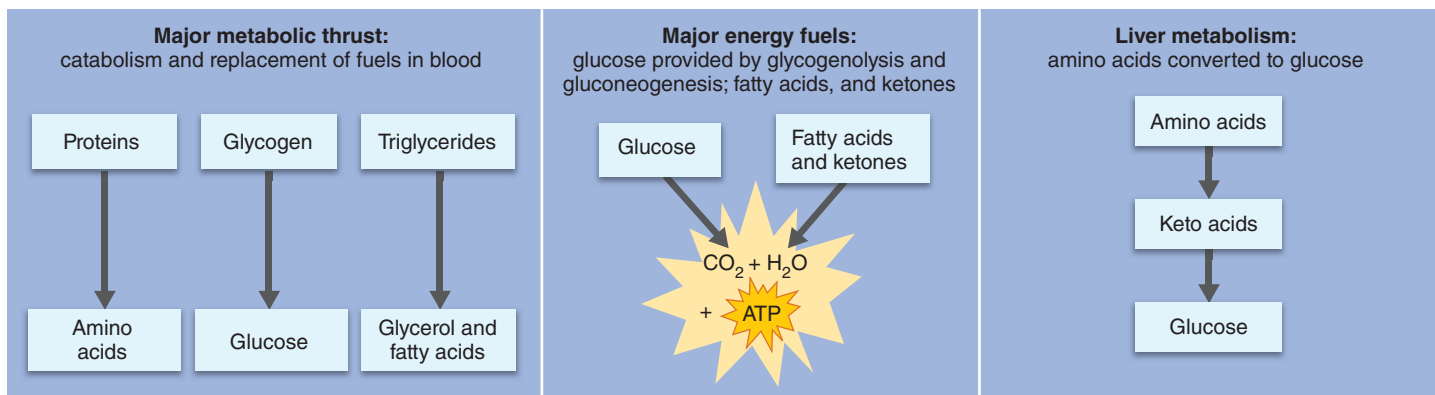 Major metabolic thrust:
catabolism and replacement of fuels in blood
Proteins
Glycogen
Triglycerides
Amino
acids
Glucose
Glycerol and
fatty acids
Major energy fuels:
glucose provided by glycogenolysis and
gluconeogenesis; fatty acids, and ketones
Glucose
Fatty acids
and ketones
CO₂ + H₂O
+ ATP
Liver metabolism:
amino acids converted to glucose
Amino acids
Keto acids
Glucose